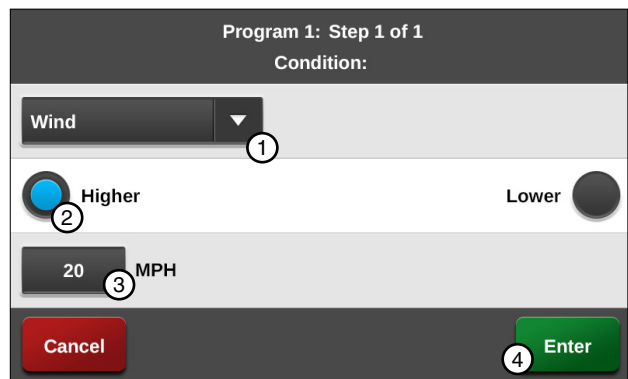 Program 1: Step 1 of 1
Condition:
Wind
1
Higher
Lower
2
20 MPH
3
Cancel
Enter
4